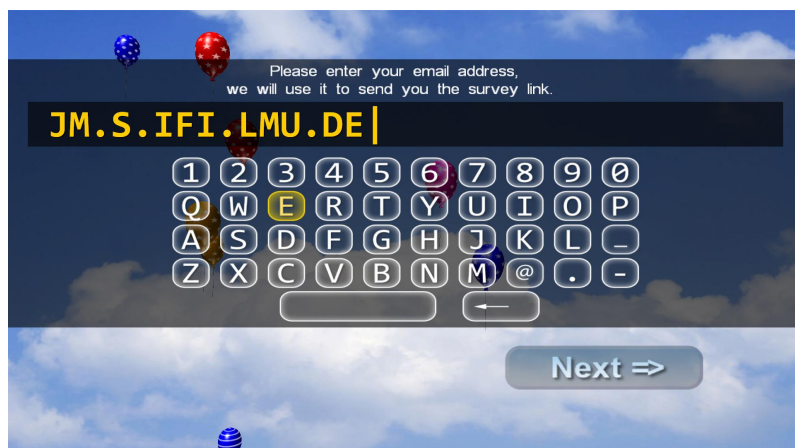 Please enter your email address,
we will use it to send you the survey link.
JM.S.IFI.LMU.DE
1 2 3 4 5 6 7 8 9 0
Q W E R T Y U I O P
A S D F G H J K L _
Z X C V B N M @ . -
Next =>